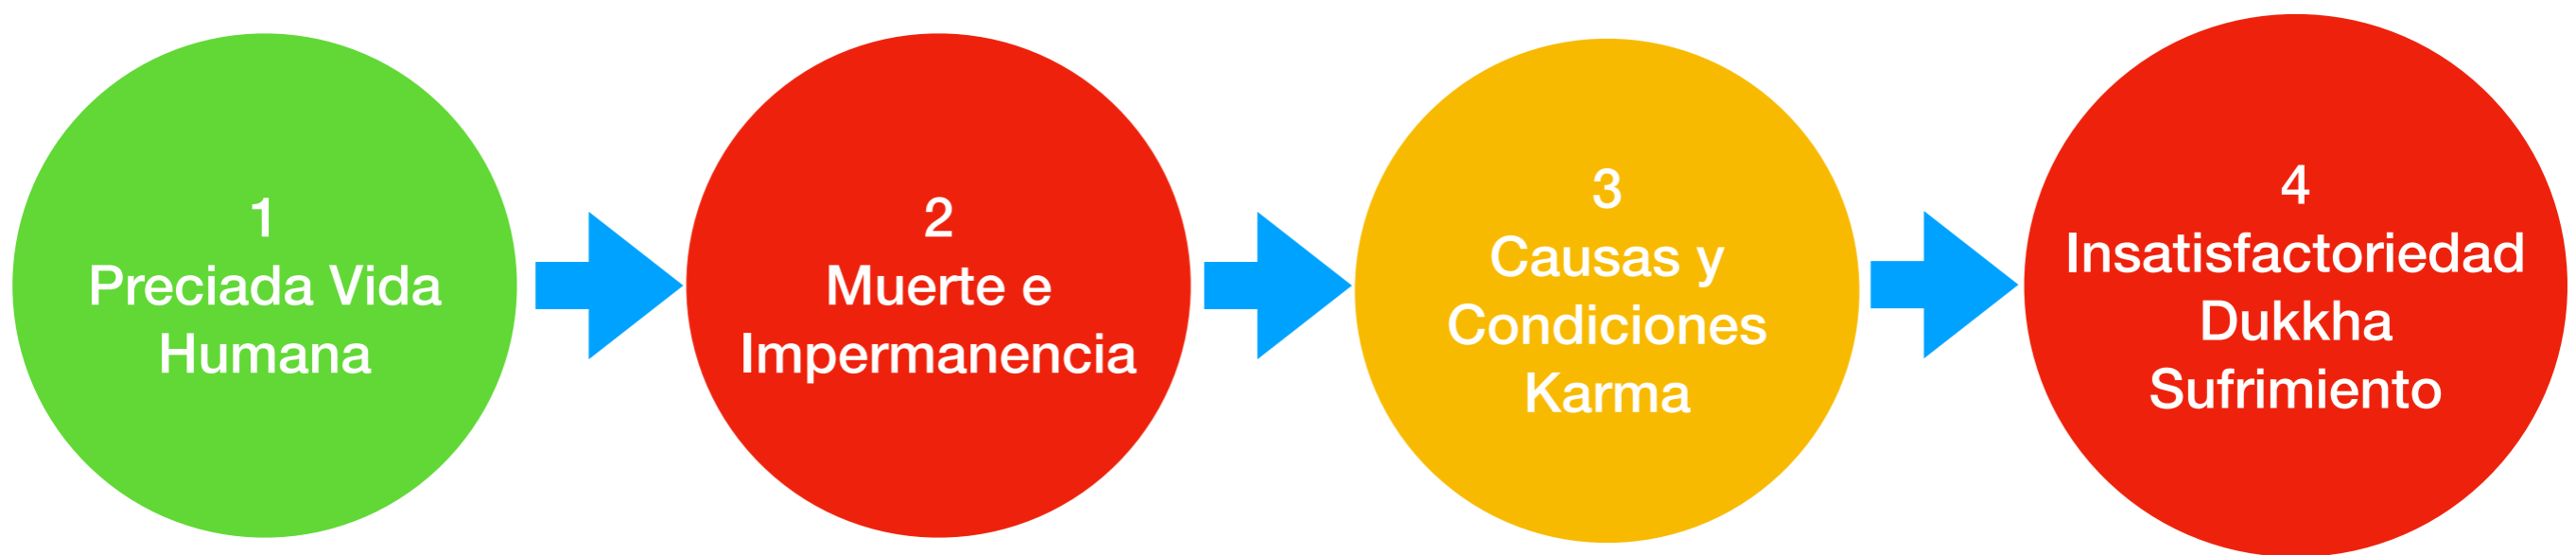 1
Preciada Vida
Humana
2
Muerte e
Impermanencia
3
Causas y
Condiciones
Karma
4
Insatisfactoriedad
Dukkha
Sufrimiento